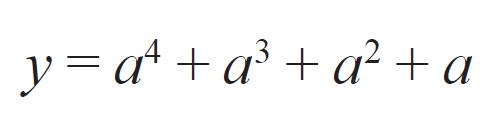 y = a⁴ + a³ + a² + a